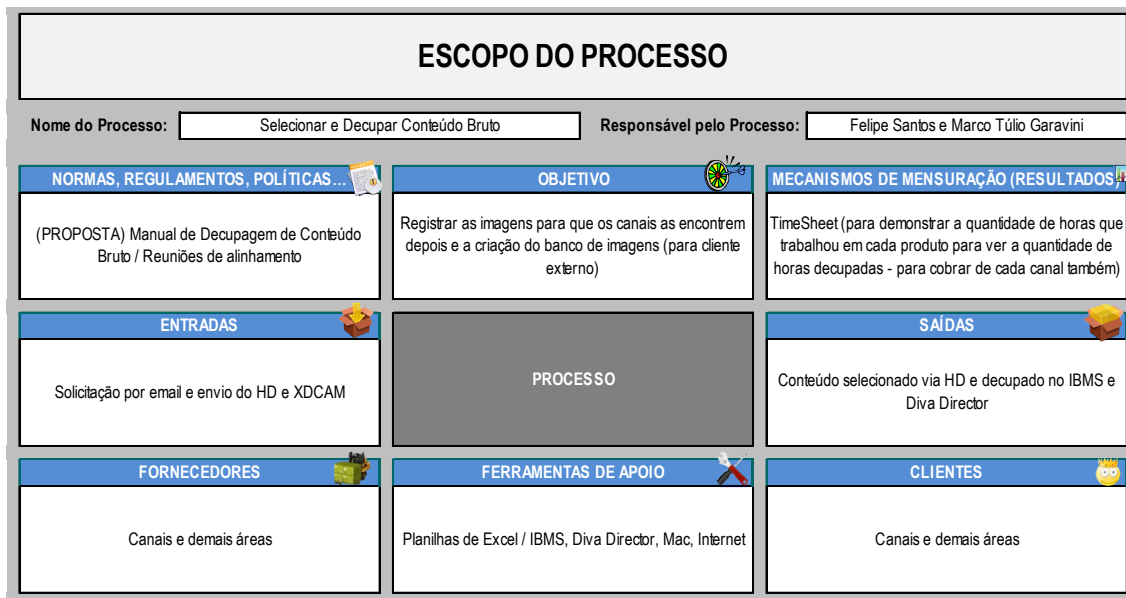 ESCOPO DO PROCESSO
Nome do Processo: Selecionar e Decupar Conteúdo Bruto Responsável pelo Processo: Felipe Santos e Marco Túlio Garavini
NORMAS, REGULAMENTOS, POLÍTICAS...
(PROPOSTA) Manual de Decupagem de Conteúdo
Bruto / Reuniões de alinhamento
OBJETIVO
Registrar as imagens para que os canais as encontrem
depois e a criação do banco de imagens (para cliente
externo)
MECANISMOS DE MENSURAÇÃO (RESULTADOS)
TimeSheet (para demonstrar a quantidade de horas que
trabalhou em cada produto para ver a quantidade de
horas decupadas - para cobrar de cada canal também)
ENTRADAS
Solicitação por email e envio do HD e XDCAM
PROCESSO
SAÍDAS
Conteúdo selecionado via HD e decupado no IBMS e
Diva Director
FORNECEDORES
Canais e demais áreas
FERRAMENTAS DE APOIO
Planilhas de Excel / IBMS, Diva Director, Mac, Internet
CLIENTES
Canais e demais áreas